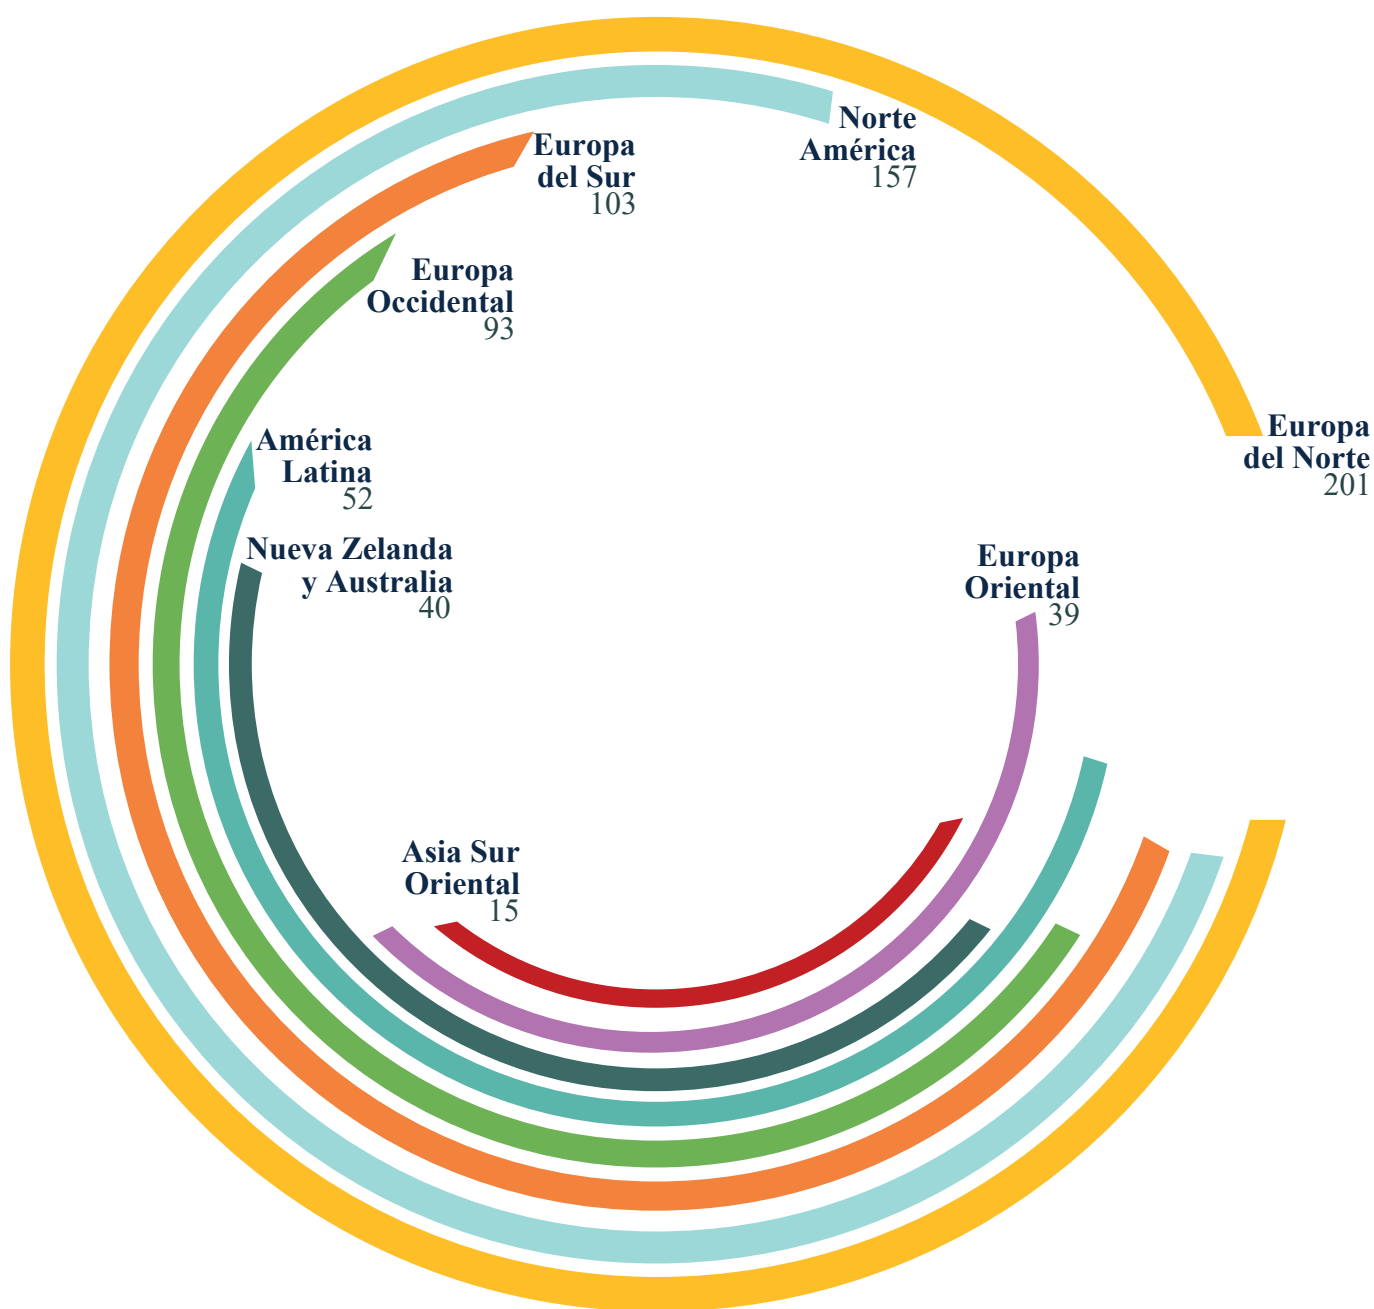 Norte
América
157
Europa
del Sur
103
Europa
Occidental
93
Europa
del Norte
201
América
Latina
52
Nueva Zelanda
y Australia
40
Europa
Oriental
39
Asia Sur
Oriental
15